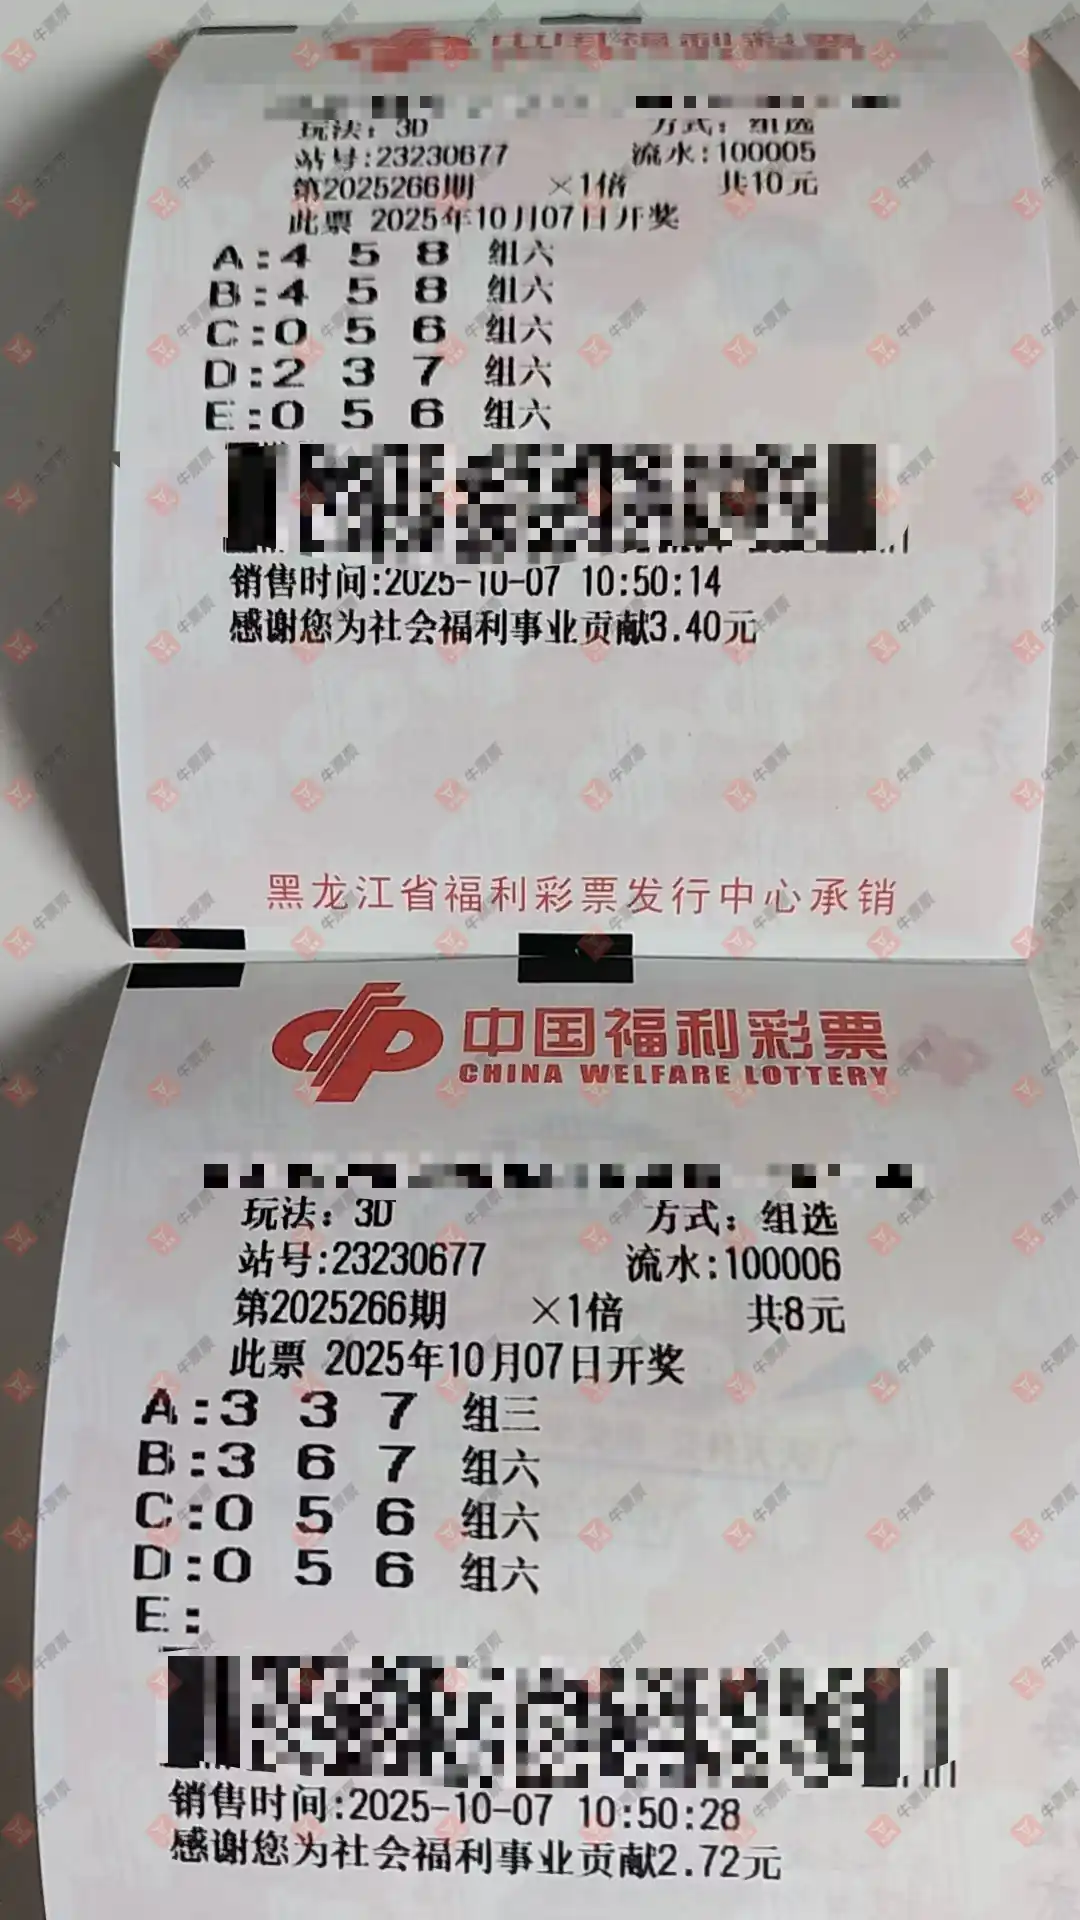 玩法：3D 方式：组选
站号:23230677 流水:100005
第2025266期 ×1倍 共10元
此票 2025年10月07日开奖
A:4 5 8 组六
B:4 5 8 组六
C:0 5 6 组六
D:2 3 7 组六
E:0 5 6 组六
销售时间:2025-10-07 10:50:14
感谢您为社会福利事业贡献3.40元
黑龙江省福利彩票发行中心承销
中国福利彩票
CHINA WELFARE LOTTERY
玩法：3D 方式：组选
站号:23230677 流水:100006
第2025266期 ×1倍 共8元
此票 2025年10月07日开奖
A:3 3 7 组三
B:3 6 7 组六
C:0 5 6 组六
D:0 5 6 组六
E:
销售时间:2025-10-07 10:50:28
感谢您为社会福利事业贡献2.72元
牛票票